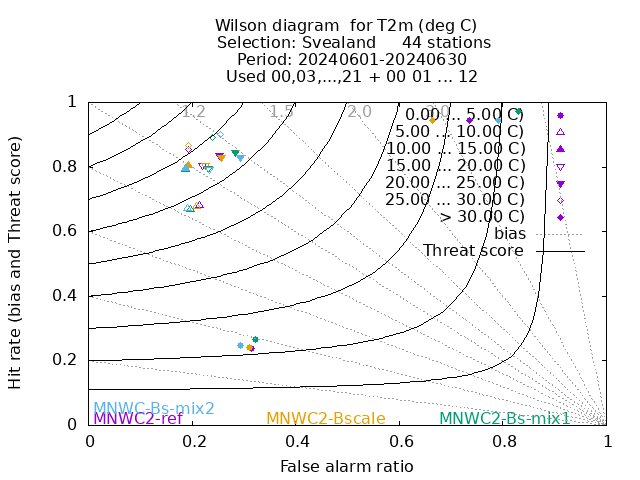 Wilson diagram  for T2m (deg C)
Selection: Svealand     44 stations
Period: 20240601-20240630
Used 00,03,...,21 + 00 01 ... 12
Hit rate (bias and Threat score)
1
0.8
0.6
0.4
0.2
0
1.2
1.5
2.0
3.0
0.00 ... 5.00 C)
5.00 ... 10.00 C)
10.00 ... 15.00 C)
15.00 ... 20.00 C)
20.00 ... 25.00 C)
25.00 ... 30.00 C)
> 30.00 C)
bias
Threat score
MNWC-Bs-mix2
MNWC2-ref
MNWC2-Bscale
MNWC2-Bs-mix1
0
0.2
0.4
0.6
0.8
1
False alarm ratio